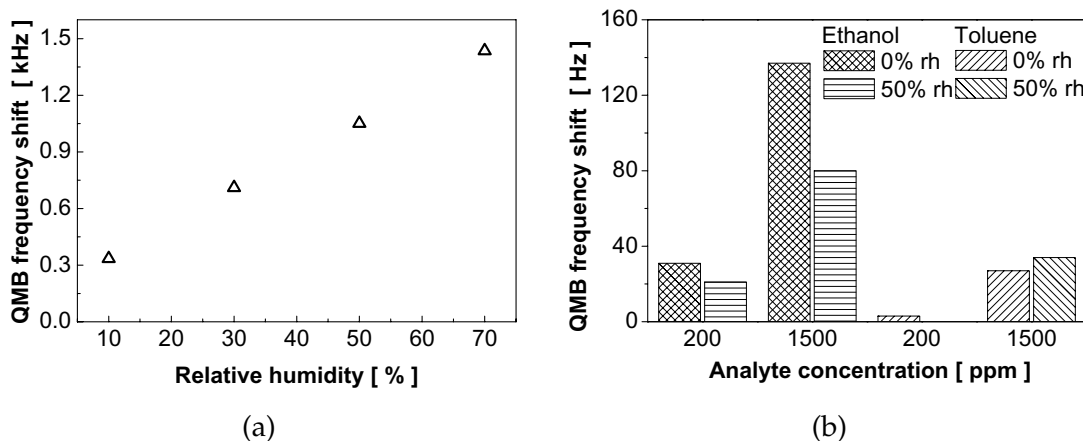 QMB frequency shift [ kHz ]
1.5
1.2
0.9
0.6
0.3
0.0
10 20 30 40 50 60 70
Relative humidity [ % ]
(a)
QMB frequency shift [ Hz ]
160
120
80
40
0
Ethanol Toluene
0% rh 0% rh
50% rh 50% rh
200 1500 200 1500
Analyte concentration [ ppm ]
(b)